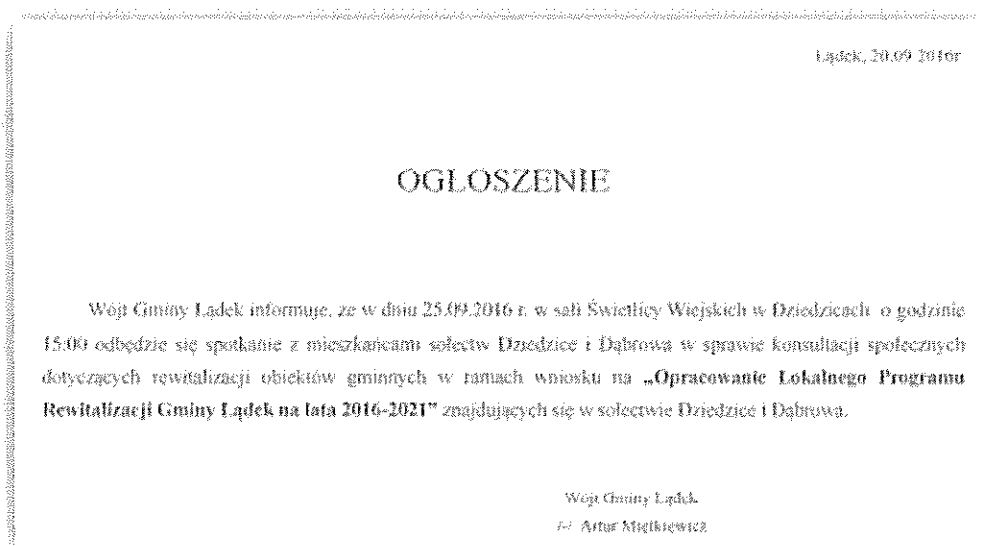 Lądek, 20.09 2016r
OGŁOSZENIE
Wójt Gminy Lądek informuje, ze w dniu 25.09.2016 r. w sali Świetlicy Wiejskich w Dziedzicach o godzinie
15:00 odbędzie się spotkanie z mieszkańcami sołectw Dziedzice i Dąbrowa w sprawie konsultacji społecznych
dotyczących rewitalizacji obiektów gminnych w ramach wniosku na „Opracowanie Lokalnego Programu
Rewitalizacji Gminy Lądek na lata 2016-2021” znajdujących się w sołectwie Dziedzice i Dąbrowa.
Wójt Gminy Lądek
/-/ Artur Miętkiewicz